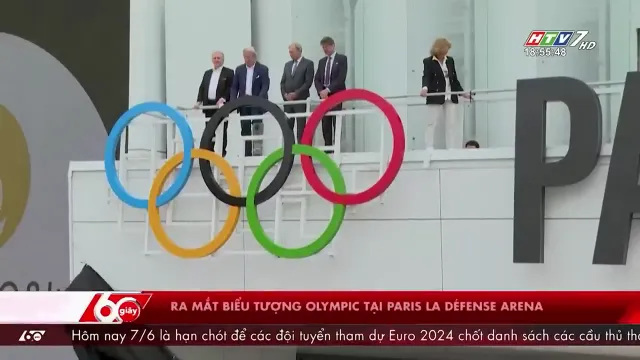 HTV7 HD
18:55:48
PA
60 giây
RA MẮT BIỂU TƯỢNG OLYMPIC TẠI PARIS LA DÉFENSE ARENA
60 Hôm nay 7/6 là hạn chót để các đội tuyển tham dự Euro 2024 chốt danh sách các cầu thủ th